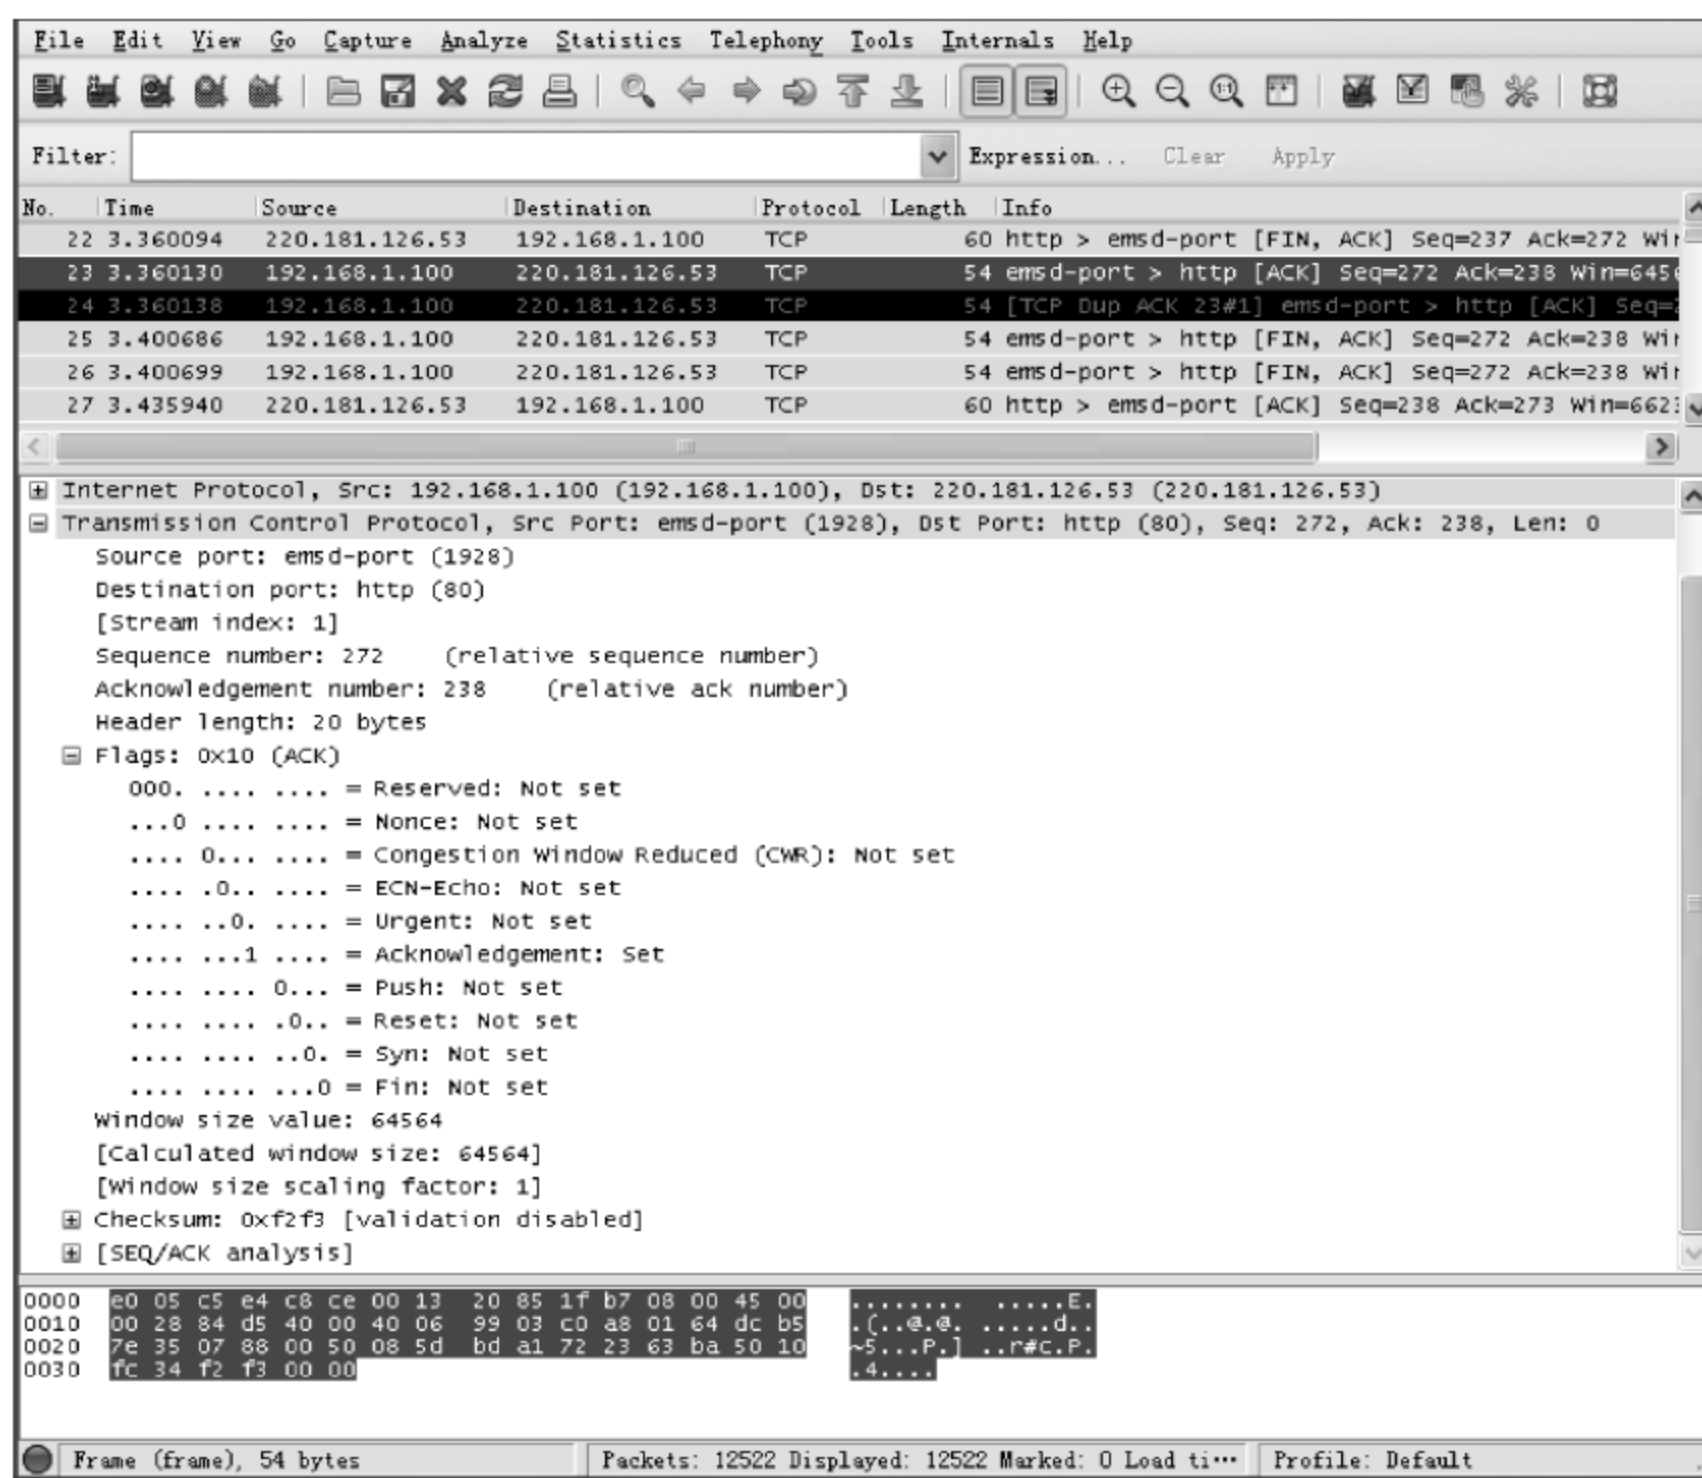 File Edit View Go Capture Analyze Statistics Telephony Tools Internals Help
Filter: Expression... Clear Apply
No. Time Source Destination Protocol Length Info
22 3.360094 220.181.126.53 192.168.1.100 TCP 60 http > emsd-port [FIN, ACK] Seq=237 Ack=272 Wi
23 3.360130 192.168.1.100 220.181.126.53 TCP 54 emsd-port > http [ACK] Seq=272 Ack=238 Win=645
24 3.360138 192.168.1.100 220.181.126.53 TCP 54 [TCP Dup ACK 23#1] emsd-port > http [ACK] Seq=
25 3.400686 192.168.1.100 220.181.126.53 TCP 54 emsd-port > http [FIN, ACK] Seq=272 Ack=238 Wi
26 3.400699 192.168.1.100 220.181.126.53 TCP 54 emsd-port > http [FIN, ACK] Seq=272 Ack=238 Wi
27 3.435940 220.181.126.53 192.168.1.100 TCP 60 http > emsd-port [ACK] Seq=238 Ack=273 Win=662
Internet Protocol, Src: 192.168.1.100 (192.168.1.100), Dst: 220.181.126.53 (220.181.126.53)
Transmission Control Protocol, Src Port: emsd-port (1928), Dst Port: http (80), Seq: 272, Ack: 238, Len: 0
Source port: emsd-port (1928)
Destination port: http (80)
[Stream index: 1]
Sequence number: 272 (relative sequence number)
Acknowledgement number: 238 (relative ack number)
Header length: 20 bytes
Flags: 0x10 (ACK)
000. .... .... = Reserved: Not set
...0 .... .... = Nonce: Not set
.... 0... .... = Congestion Window Reduced (CWR): Not set
.... .0.. .... = ECN-Echo: Not set
.... ..0. .... = Urgent: Not set
.... ...1 .... = Acknowledgement: Set
.... .... 0... = Push: Not set
.... .... .0.. = Reset: Not set
.... .... ..0. = Syn: Not set
.... .... ...0 = Fin: Not set
Window size value: 64564
[Calculated window size: 64564]
[Window size scaling factor: 1]
Checksum: 0xf2f3 [validation disabled]
[SEQ/ACK analysis]
0000 e0 05 c5 e4 c8 ce 00 13 20 85 1f b7 08 00 45 00 ........ .....E.
0010 00 28 84 d5 40 00 40 06 99 03 c0 a8 01 64 dc b5 .(..@.@. .....d..
0020 7e 35 07 88 00 50 08 5d bd a1 72 23 63 ba 50 10 ~5...P.] ..r#c.P.
0030 fc 34 f2 f3 00 00 .4....
Frame (frame), 54 bytes Packets: 12522 Displayed: 12522 Marked: 0 Load ti··· Profile: Default